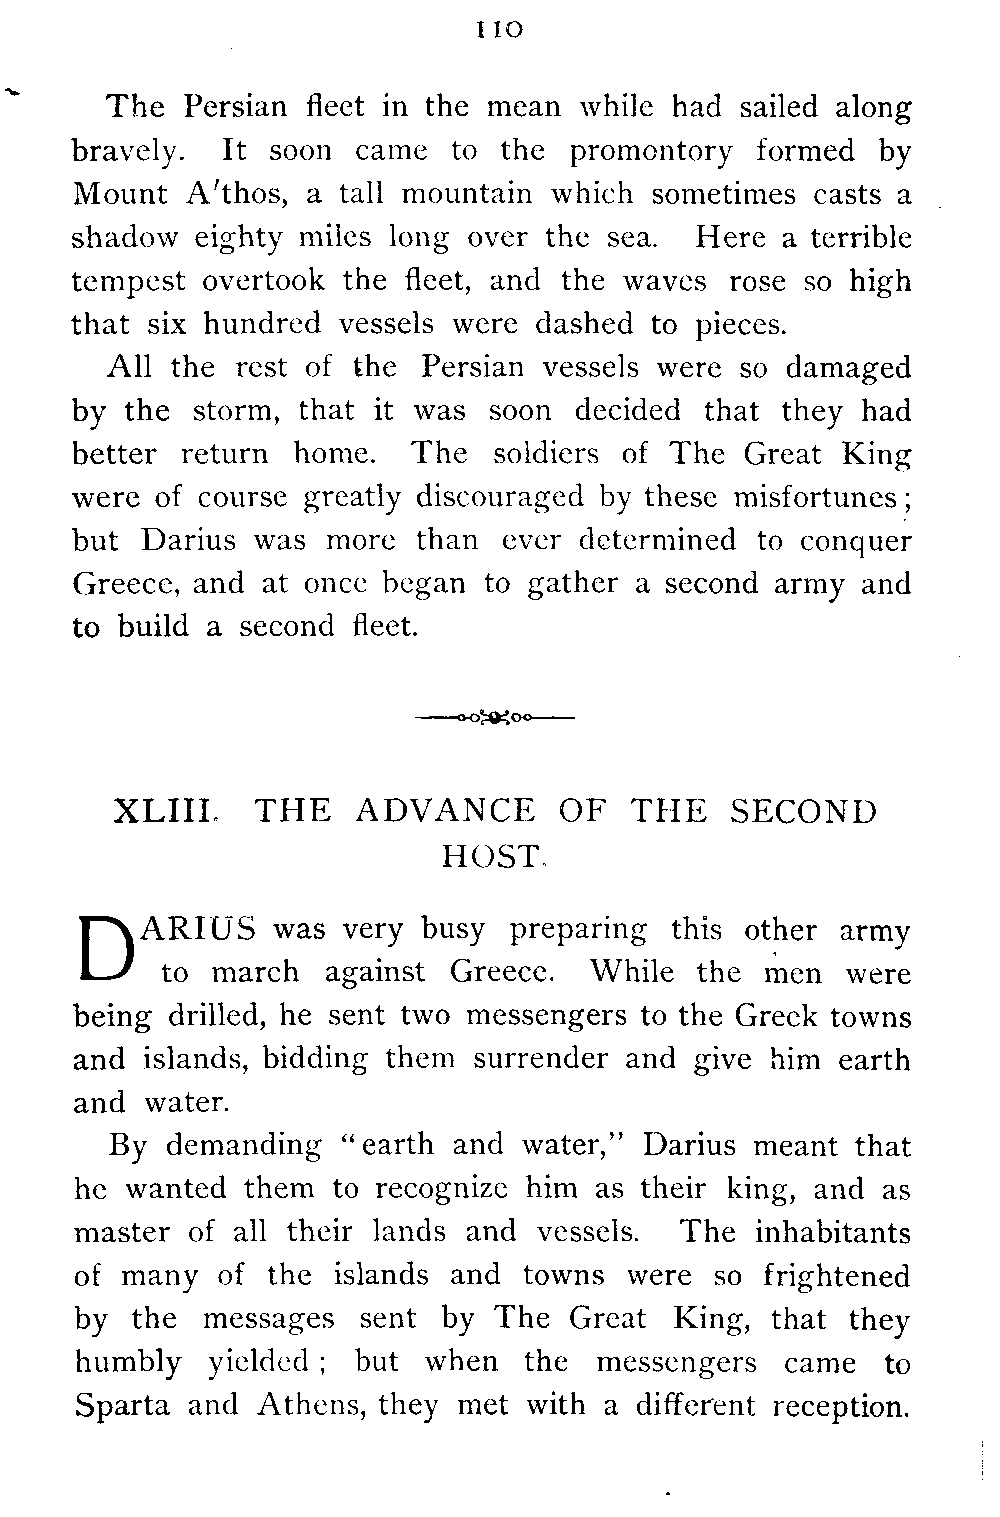 110
The Persian fleet in the mean while had sailed along
bravely. It soon came to the promontory formed by
Mount A'thos, a tall mountain which sometimes casts a
shadow eighty miles long over the sea. Here a terrible
tempest overtook the fleet, and the waves rose so high
that six hundred vessels were dashed to pieces.
All the rest of the Persian vessels were so damaged
by the storm, that it was soon decided that they had
better return home. The soldiers of The Great King
were of course greatly discouraged by these misfortunes;
but Darius was more than ever determined to conquer
Greece, and at once began to gather a second army and
to build a second fleet.
XLIII. THE ADVANCE OF THE SECOND
HOST.
DARIUS was very busy preparing this other army
to march against Greece. While the men were
being drilled, he sent two messengers to the Greek towns
and islands, bidding them surrender and give him earth
and water.
By demanding "earth and water," Darius meant that
he wanted them to recognize him as their king, and as
master of all their lands and vessels. The inhabitants
of many of the islands and towns were so frightened
by the messages sent by The Great King, that they
humbly yielded; but when the messengers came to
Sparta and Athens, they met with a different reception.